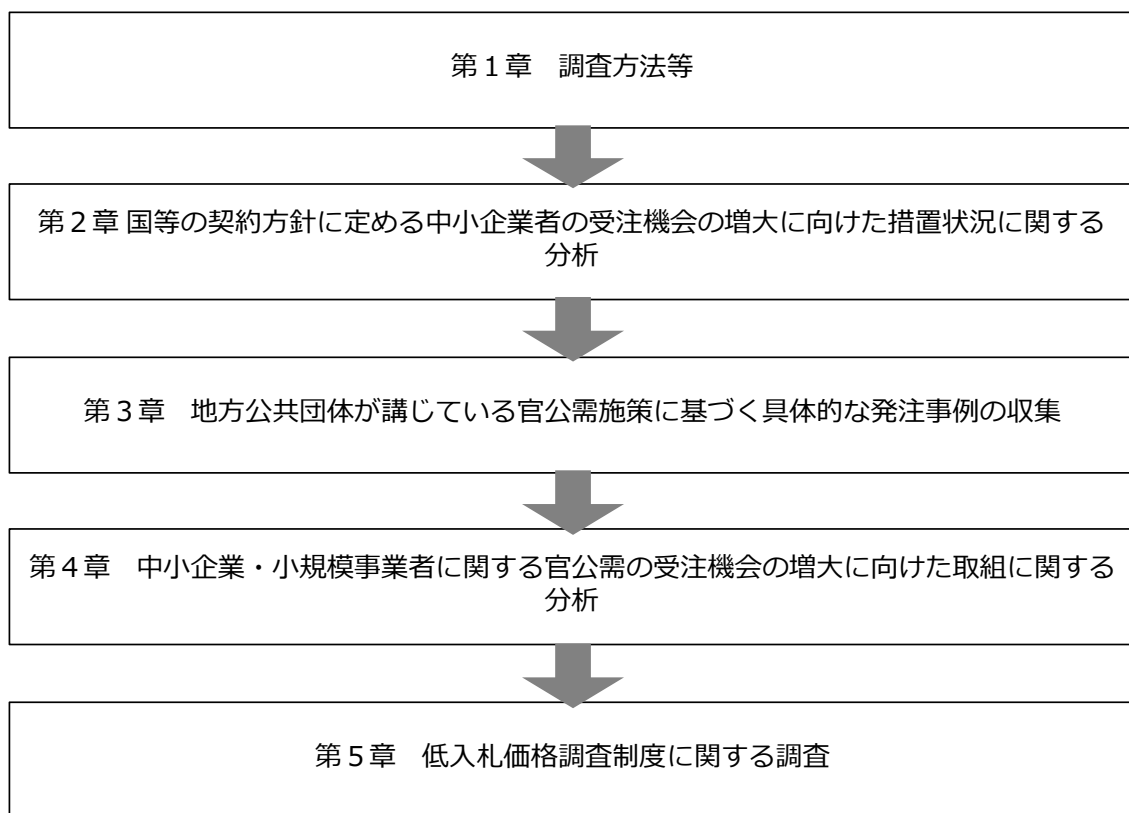 第１章　調査方法等
第２章 国等の契約方針に定める中小企業者の受注機会の増大に向けた措置状況に関する
分析
第３章　地方公共団体が講じている官公需施策に基づく具体的な発注事例の収集
第４章　中小企業・小規模事業者に関する官公需の受注機会の増大に向けた取組に関する
分析
第５章　低入札価格調査制度に関する調査